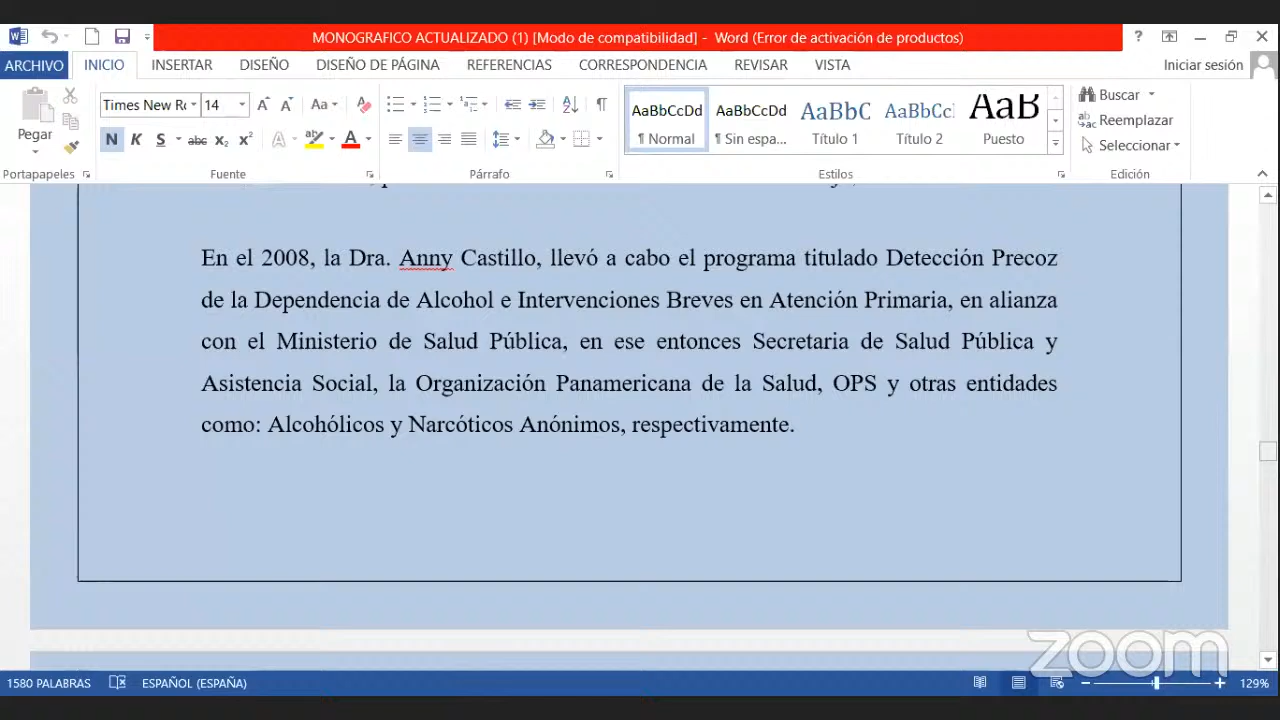 MONOGRAFICO ACTUALIZADO (1) [Modo de compatibilidad] - Word (Error de activación de productos)
ARCHIVO INICIO INSERTAR DISEÑO DISEÑO DE PÁGINA REFERENCIAS CORRESPONDENCIA REVISAR VISTA Iniciar sesión
Times New R 14 Aa
AaBbCcDd AaBbCcDd AaBbC AaBbCcI AaB
Buscar
Reemplazar
Pegar
N K S abc x₂ x² A A
¶ Normal ¶ Sin espa... Título 1 Título 2 Puesto
Seleccionar
Portapapeles Fuente Párrafo Estilos Edición
En el 2008, la Dra. Anny Castillo, llevó a cabo el programa titulado Detección Precoz
de la Dependencia de Alcohol e Intervenciones Breves en Atención Primaria, en alianza
con el Ministerio de Salud Pública, en ese entonces Secretaria de Salud Pública y
Asistencia Social, la Organización Panamericana de la Salud, OPS y otras entidades
como: Alcohólicos y Narcóticos Anónimos, respectivamente.
zoom
1580 PALABRAS ESPAÑOL (ESPAÑA) 129%